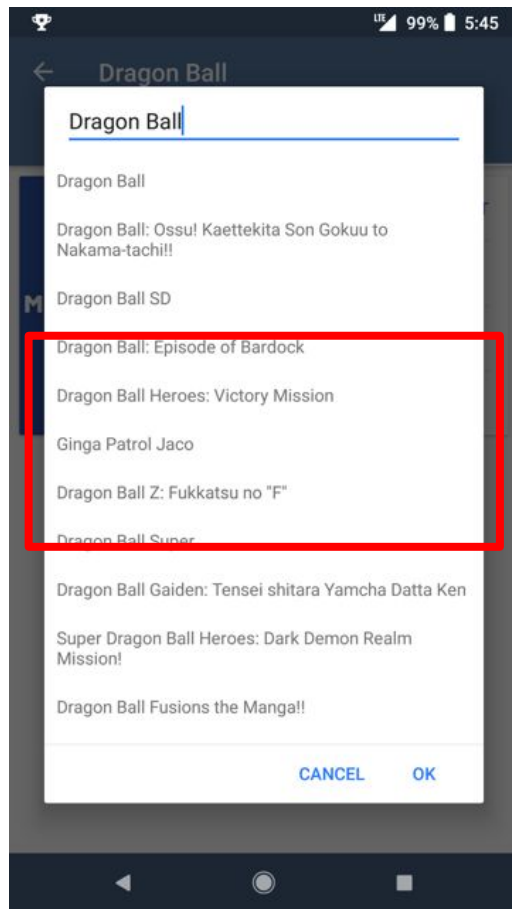 LTE 99% 5:45
Dragon Ball
Dragon Ball
Dragon Ball
Dragon Ball: Ossu! Kaettekita Son Gokuu to
Nakama-tachi!!
Dragon Ball SD
M
Dragon Ball: Episode of Bardock
Dragon Ball Heroes: Victory Mission
Ginga Patrol Jaco
Dragon Ball Z: Fukkatsu no "F"
Dragon Ball Super
Dragon Ball Gaiden: Tensei shitara Yamcha Datta Ken
Super Dragon Ball Heroes: Dark Demon Realm
Mission!
Dragon Ball Fusions the Manga!!
CANCEL OK